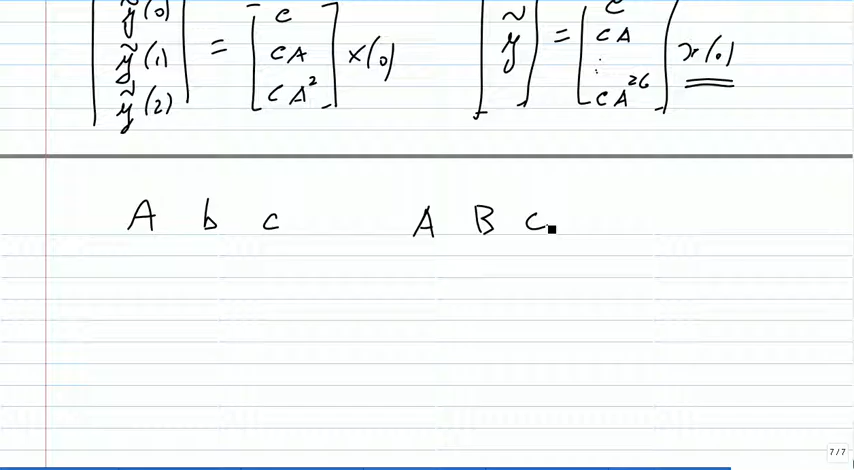 ỹ(0) c c
ỹ(1) = cA x(0) ỹ = cA x(0)
ỹ(2) cA² ⋮
cA²⁶
A b c A B C
7 / 7